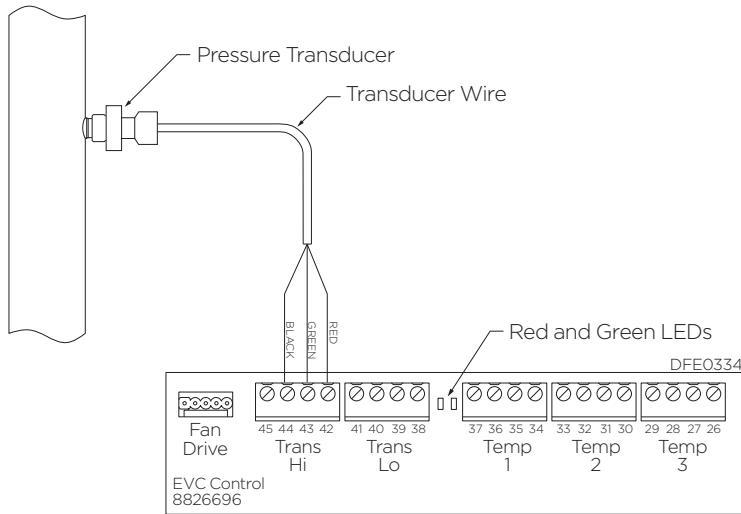 Pressure Transducer
Transducer Wire
BLACK
GREEN
RED
Red and Green LEDs
DFE0334
45 44 43 42
41 40 39 38
37 36 35 34
33 32 31 30
29 28 27 26
Fan
Drive
Trans
Hi
Trans
Lo
Temp
1
Temp
2
Temp
3
EVC Control
8826696